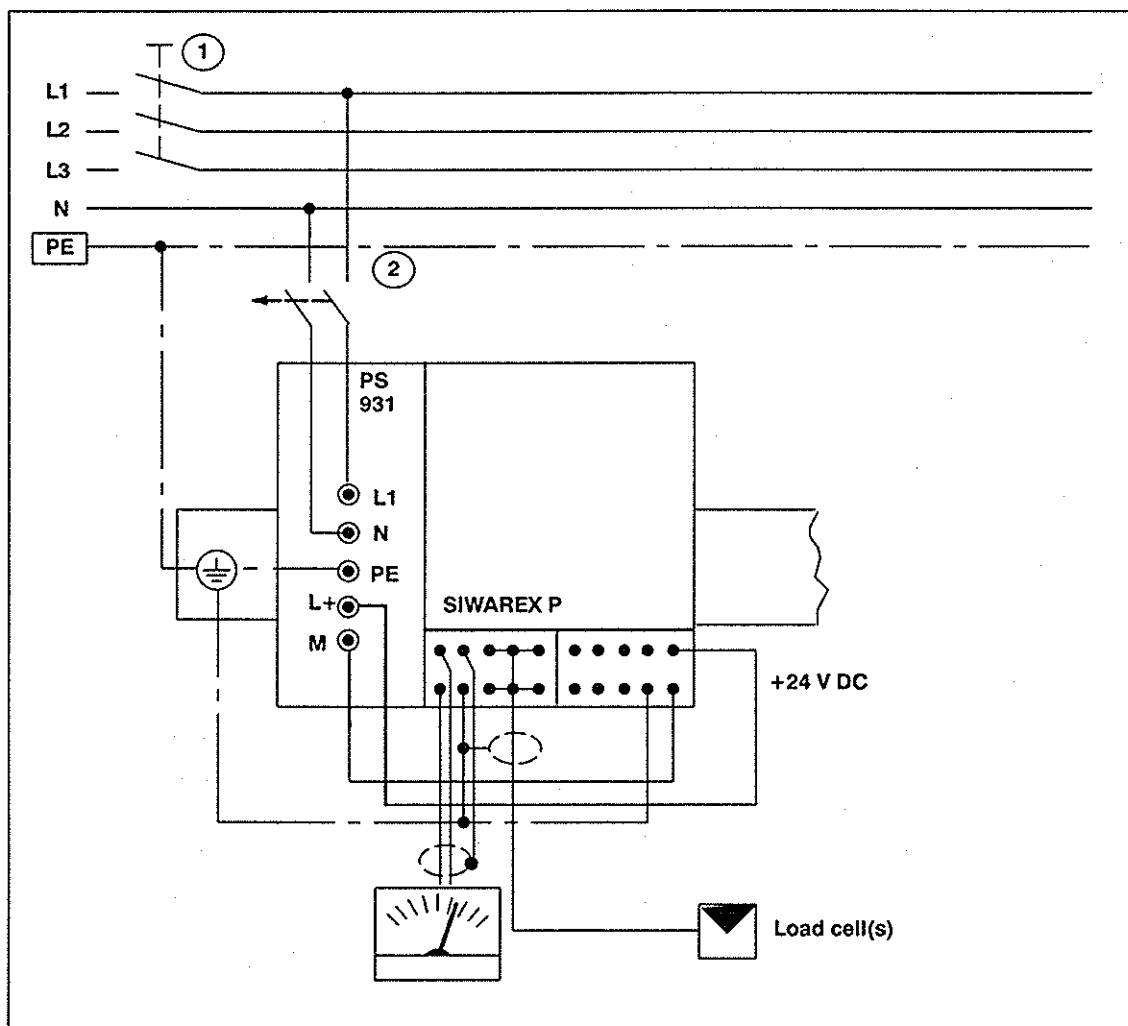 1
L1
L2
L3
N
PE
2
PS
931
L1
N
PE
L+
M
SIWAREX P
+24 V DC
Load cell(s)